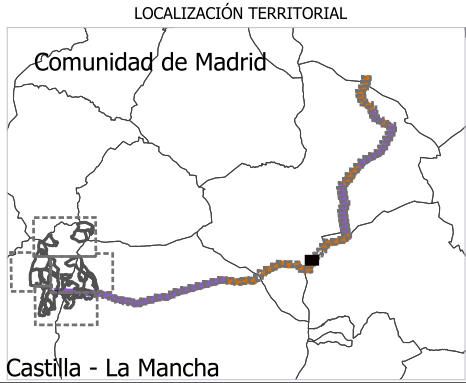 LOCALIZACIÓN TERRITORIAL
Comunidad de Madrid
Castilla - La Mancha